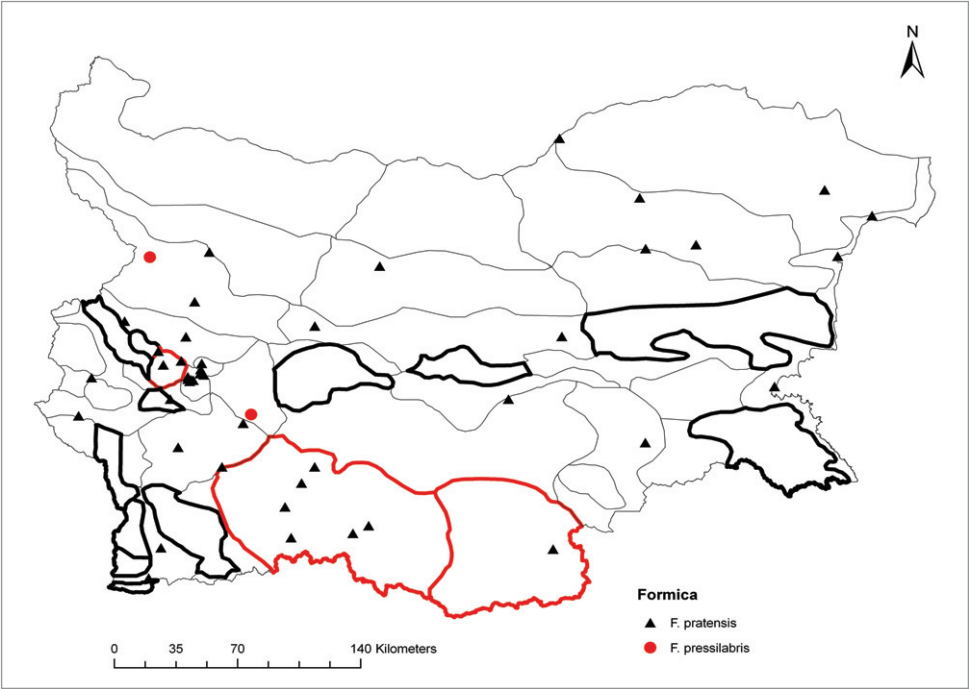 N
Formica
F. pratensis
F. pressilabris
0 35 70 140 Kilometers